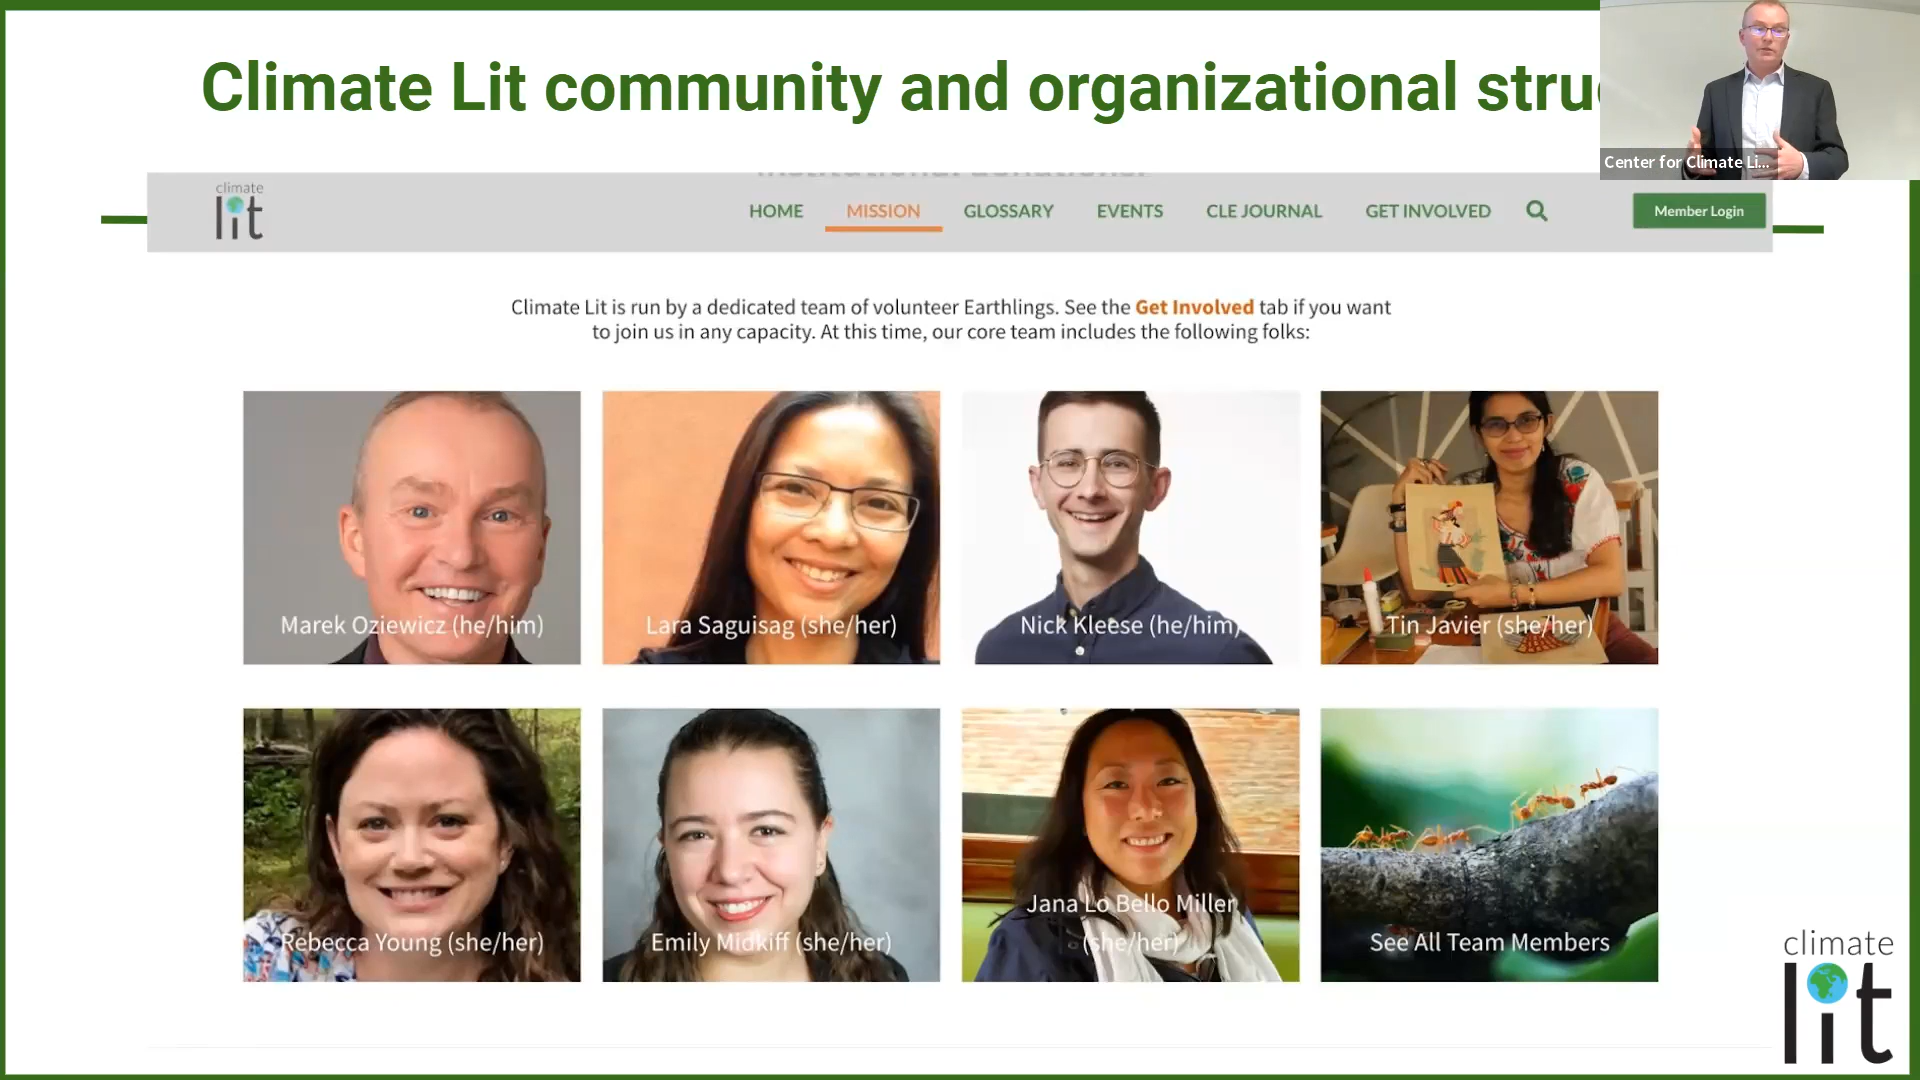 Climate Lit community and organizational stru
Center for Climate Li...
climate
lit
HOME
MISSION
GLOSSARY
EVENTS
CLE JOURNAL
GET INVOLVED
Member Login
Climate Lit is run by a dedicated team of volunteer Earthlings. See the Get Involved tab if you want
to join us in any capacity. At this time, our core team includes the following folks:
Marek Oziewicz (he/him)
Lara Saguisag (she/her)
Nick Kleese (he/him)
Tin Javier (she/her)
Rebecca Young (she/her)
Emily Midkiff (she/her)
Jana Lo Bello Miller
(she/her)
See All Team Members
climate
lit